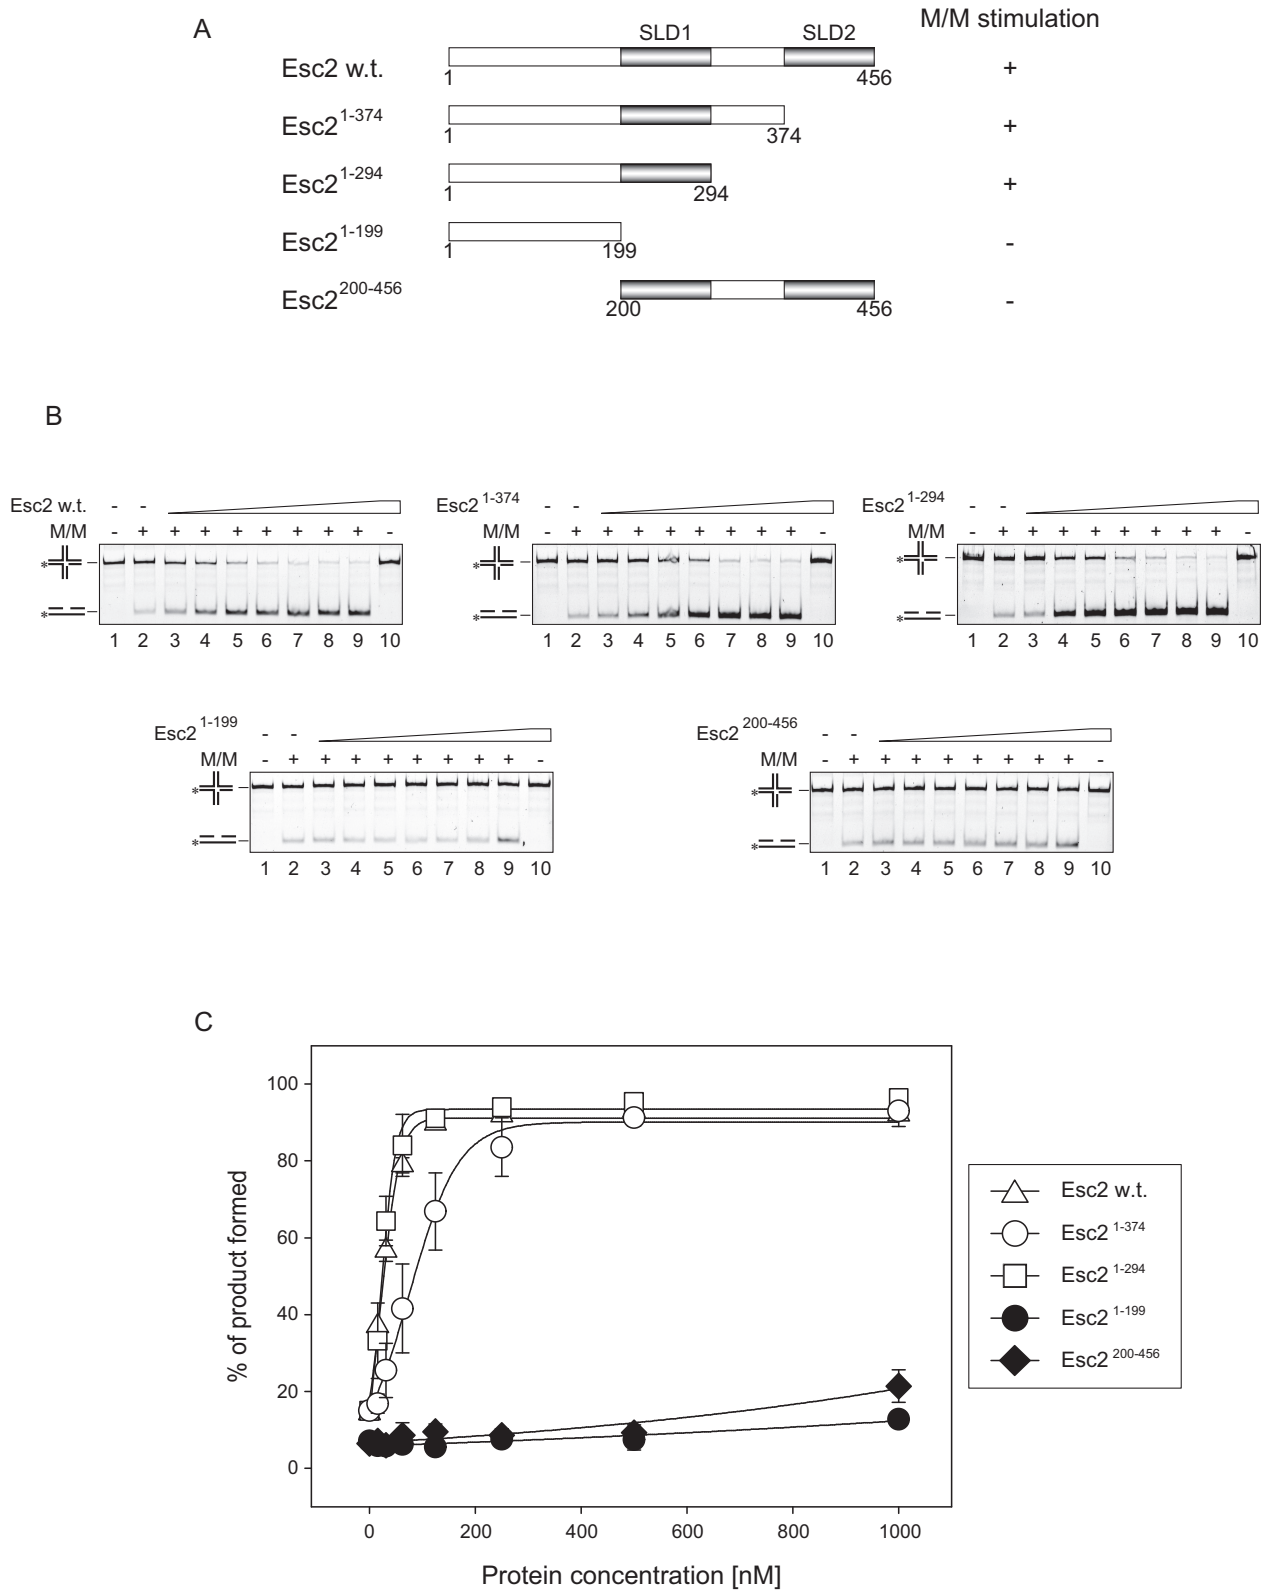 A
M/M stimulation
SLD1 SLD2
Esc2 w.t. +
1 456
Esc2 1-374 +
1 374
Esc2 1-294 +
1 294
Esc2 1-199 -
1 199
Esc2 200-456 -
200 456
B
Esc2 w.t. - -
M/M - + + + + + + + + -
*
*
1 2 3 4 5 6 7 8 9 10
Esc2 1-374 - -
M/M - + + + + + + + + -
*
*
1 2 3 4 5 6 7 8 9 10
Esc2 1-294 - -
M/M - + + + + + + + + -
*
*
1 2 3 4 5 6 7 8 9 10
Esc2 1-199 - -
M/M - + + + + + + + + -
*
*
1 2 3 4 5 6 7 8 9 10
Esc2 200-456 - -
M/M - + + + + + + + + -
*
*
1 2 3 4 5 6 7 8 9 10
C
% of product formed
100
80
60
40
20
0
0 200 400 600 800 1000
Protein concentration [nM]
Esc2 w.t.
Esc2 1-374
Esc2 1-294
Esc2 1-199
Esc2 200-456